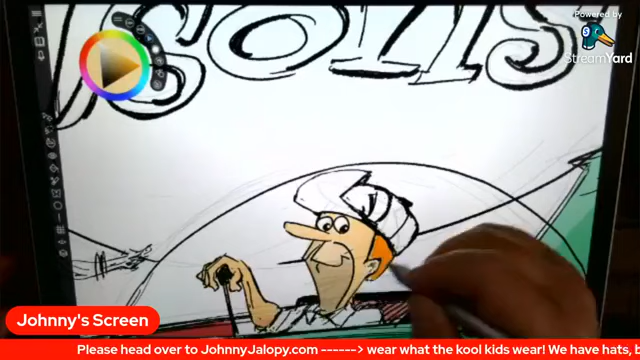 Powered by
StreamYard
Johnny's Screen
Please head over to JohnnyJalopy.com ------> wear what the kool kids wear! We have hats, b